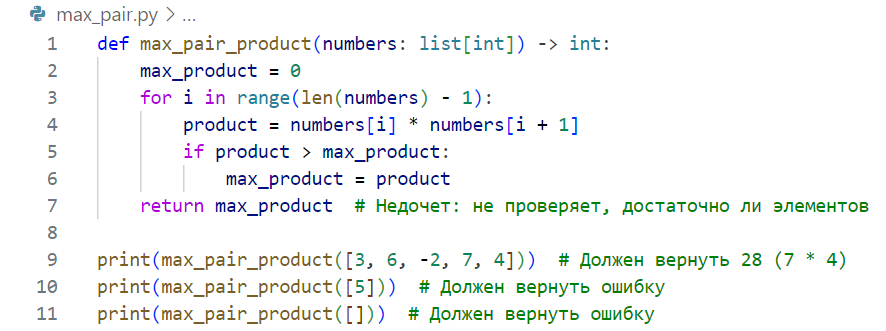 max_pair.py > ...
1 def max_pair_product(numbers: list[int]) -> int:
2     max_product = 0
3     for i in range(len(numbers) - 1):
4         product = numbers[i] * numbers[i + 1]
5         if product > max_product:
6             max_product = product
7     return max_product  # Недочет: не проверяет, достаточно ли элементов
8
9 print(max_pair_product([3, 6, -2, 7, 4]))  # Должен вернуть 28 (7 * 4)
10 print(max_pair_product([5]))  # Должен вернуть ошибку
11 print(max_pair_product([]))  # Должен вернуть ошибку